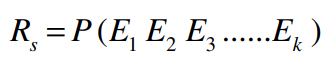 R_s = P ( E_1 E_2 E_3 ...... E_k )